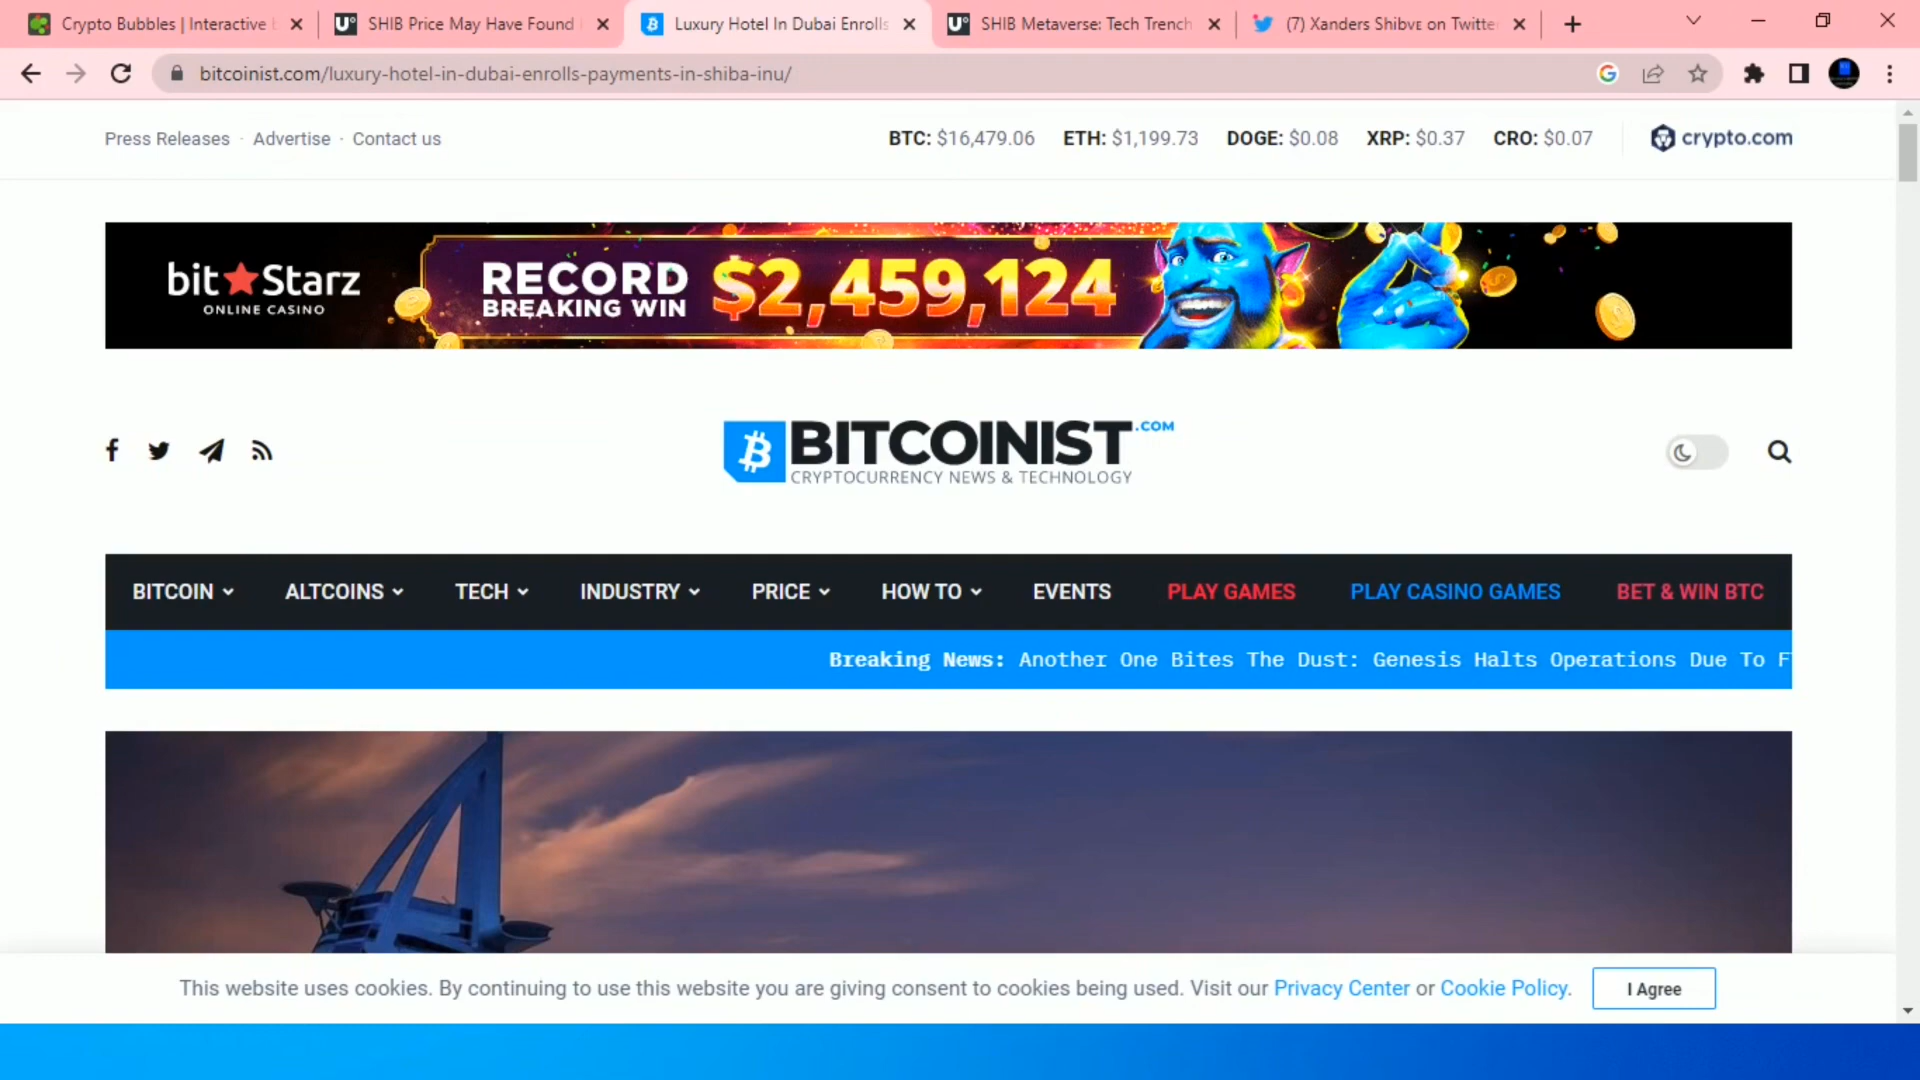 Crypto Bubbles | Interactive b
SHIB Price May Have Found
Luxury Hotel In Dubai Enrolls
SHIB Metaverse: Tech Trench
(7) Xanders Shibve on Twitte
bitcoinist.com/luxury-hotel-in-dubai-enrolls-payments-in-shiba-inu/
Press Releases · Advertise · Contact us
BTC: $16,479.06 ETH: $1,199.73 DOGE: $0.08 XRP: $0.37 CRO: $0.07 crypto.com
bit Starz
ONLINE CASINO
RECORD
BREAKING WIN
$2,459,124
BITCOINIST.COM
CRYPTOCURRENCY NEWS & TECHNOLOGY
BITCOIN ALTCOINS TECH INDUSTRY PRICE HOW TO EVENTS PLAY GAMES PLAY CASINO GAMES BET & WIN BTC
Breaking News: Another One Bites The Dust: Genesis Halts Operations Due To F
This website uses cookies. By continuing to use this website you are giving consent to cookies being used. Visit our Privacy Center or Cookie Policy.
I Agree